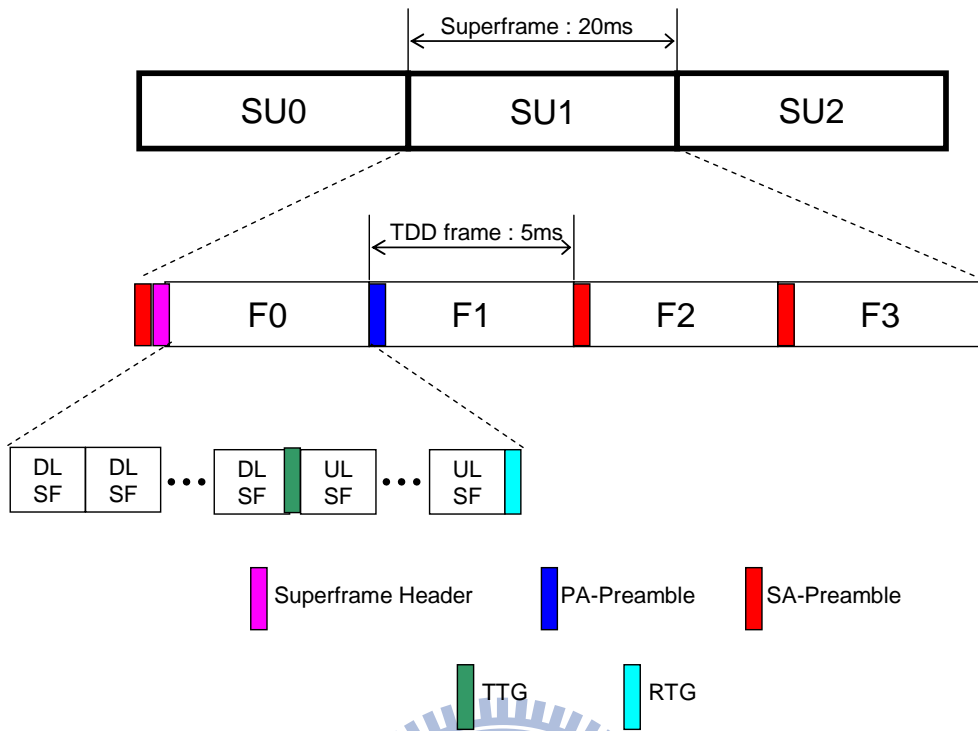 Superframe : 20ms
SU0 SU1 SU2
TDD frame : 5ms
F0 F1 F2 F3
DL DL DL UL UL
SF SF SF SF SF
Superframe Header PA-Preamble SA-Preamble
TTG RTG